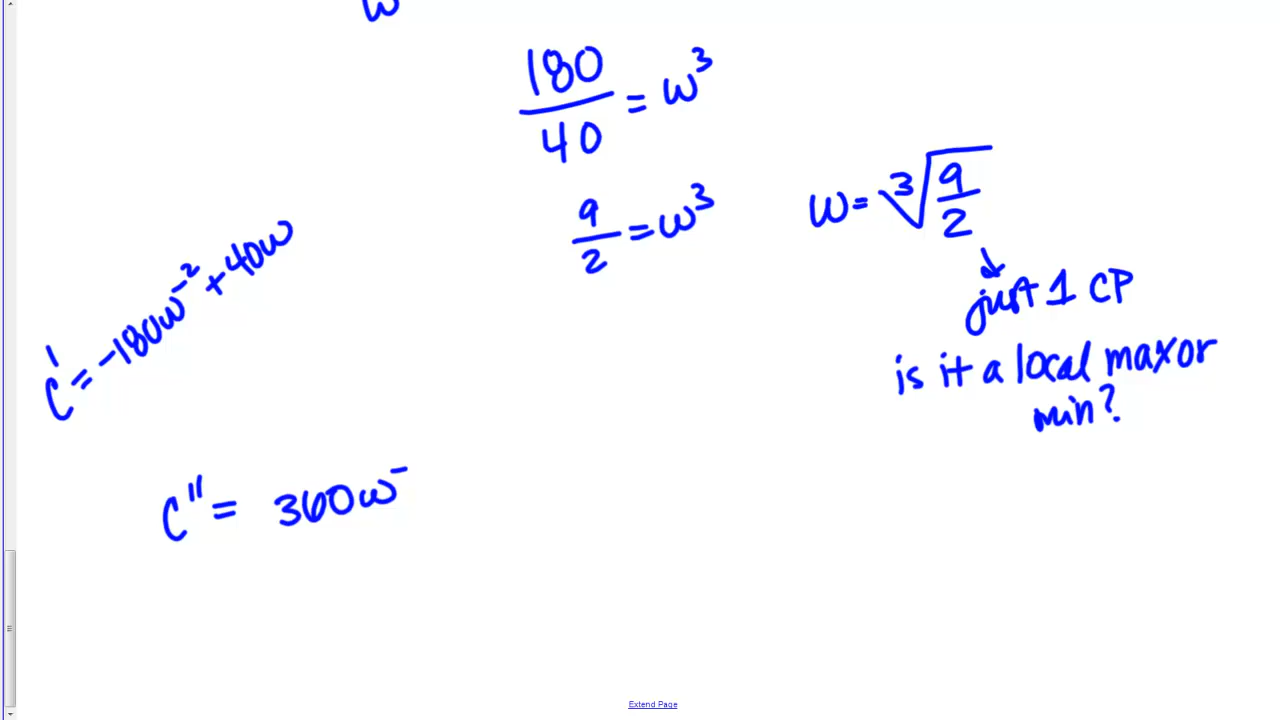 w
180/40 = w³
9/2 = w³
w = ∛(9/2)
just 1 CP
is it a local max or
min?
C' = -180w⁻² + 40w
C'' = 360w⁻
Extend Page